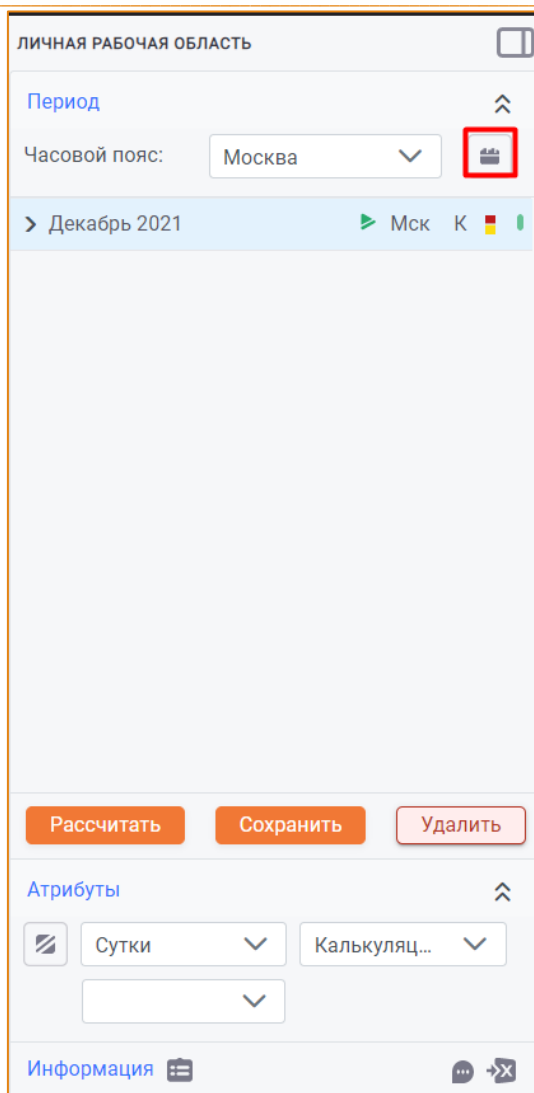 ЛИЧНАЯ РАБОЧАЯ ОБЛАСТЬ
Период
Часовой пояс: Москва
Декабрь 2021 Мск К
Рассчитать Сохранить Удалить
Атрибуты
Сутки Калькуляц...
Информация